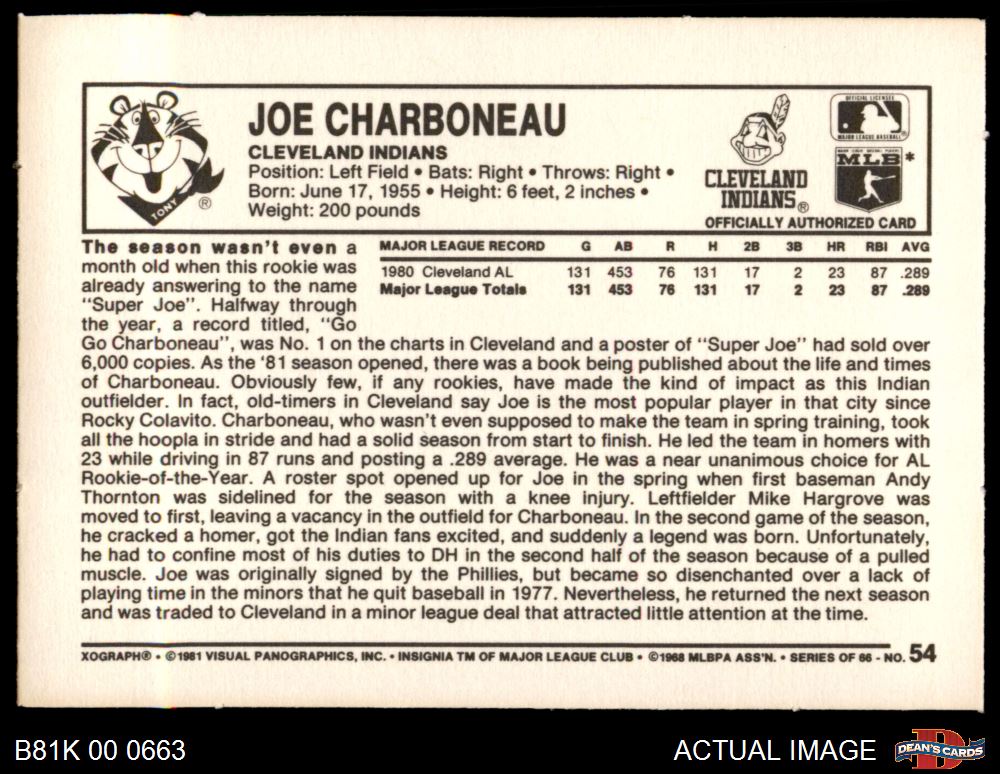 TONY
®
JOE CHARBONEAU
CLEVELAND INDIANS
Position: Left Field • Bats: Right • Throws: Right •
Born: June 17, 1955 • Height: 6 feet, 2 inches •
Weight: 200 pounds
CLEVELAND
INDIANS®
OFFICIAL LICENSEE
MAJOR LEAGUE BASEBALL®
MLB*
OFFICIALLY AUTHORIZED CARD
The season wasn't even a
month old when this rookie was
already answering to the name
"Super Joe". Halfway through
the year, a record titled, "Go
MAJOR LEAGUE RECORD G AB R H 2B 3B HR RBI AVG
1980 Cleveland AL 131 453 76 131 17 2 23 87 .289
Major League Totals 131 453 76 131 17 2 23 87 .289
Go Charboneau", was No. 1 on the charts in Cleveland and a poster of "Super Joe" had sold over
6,000 copies. As the '81 season opened, there was a book being published about the life and times
of Charboneau. Obviously few, if any rookies, have made the kind of impact as this Indian
outfielder. In fact, old-timers in Cleveland say Joe is the most popular player in that city since
Rocky Colavito. Charboneau, who wasn't even supposed to make the team in spring training, took
all the hoopla in stride and had a solid season from start to finish. He led the team in homers with
23 while driving in 87 runs and posting a .289 average. He was a near unanimous choice for AL
Rookie-of-the-Year. A roster spot opened up for Joe in the spring when first baseman Andy
Thornton was sidelined for the season with a knee injury. Leftfielder Mike Hargrove was
moved to first, leaving a vacancy in the outfield for Charboneau. In the second game of the season,
he cracked a homer, got the Indian fans excited, and suddenly a legend was born. Unfortunately,
he had to confine most of his duties to DH in the second half of the season because of a pulled
muscle. Joe was originally signed by the Phillies, but became so disenchanted over a lack of
playing time in the minors that he quit baseball in 1977. Nevertheless, he returned the next season
and was traded to Cleveland in a minor league deal that attracted little attention at the time.
XOGRAPH® • ©1981 VISUAL PANOGRAPHICS, INC. • INSIGNIA TM OF MAJOR LEAGUE CLUB • ©1968 MLBPA ASS'N. • SERIES OF 66 - NO. 54
B81K 00 0663
ACTUAL IMAGE
DEAN'S CARDS